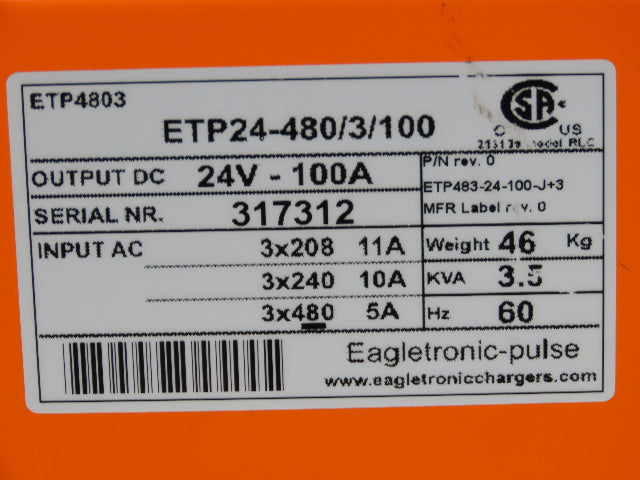 ETP4803
ETP24-480/3/100
SA
C US
OUTPUT DC 24V - 100A
P/N rev. 0
ETP483-24-100-J+3
SERIAL NR. 317312
MFR Label rev. 0
INPUT AC 3x208 11A
Weight 46 Kg
3x240 10A
KVA 3.5
3x480 5A
Hz 60
Eagletronic-pulse
www.eagletronicchargers.com